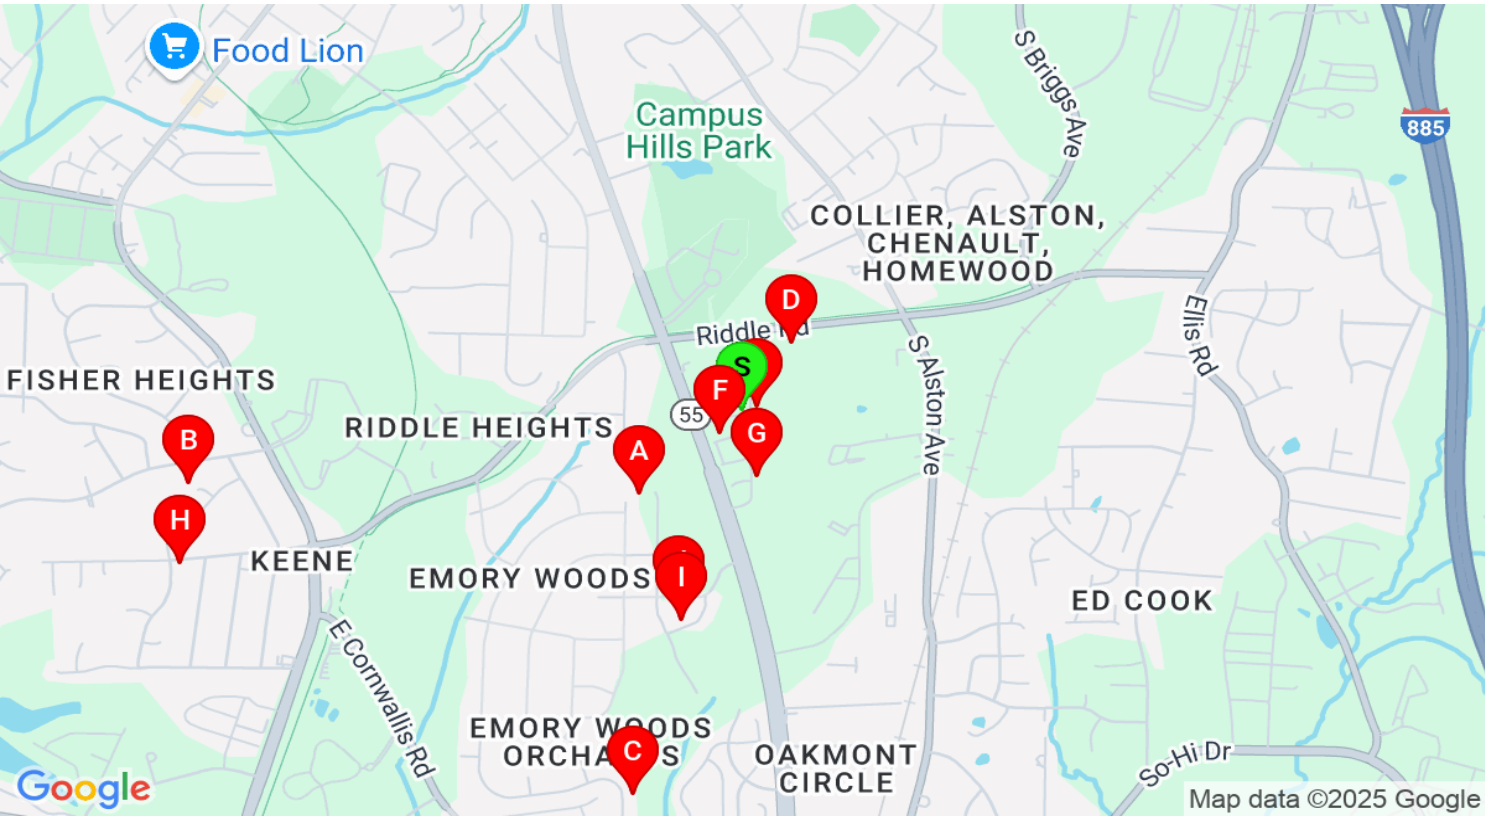 Food Lion
Campus
Hills Park
S Briggs Ave
885
COLLIER, ALSTON,
CHENAULT,
HOMEWOOD
D
Riddle Rd
Ellis Rd
S
F
55
G
S Alston Ave
FISHER HEIGHTS
RIDDLE HEIGHTS
B
A
H
KEENE
EMORY WOODS
I
ED COOK
E Cornwallis Rd
EMORY WOODS
ORCHARDS
C
OAKMONT
CIRCLE
So-Hi Dr
Google
Map data ©2025 Google